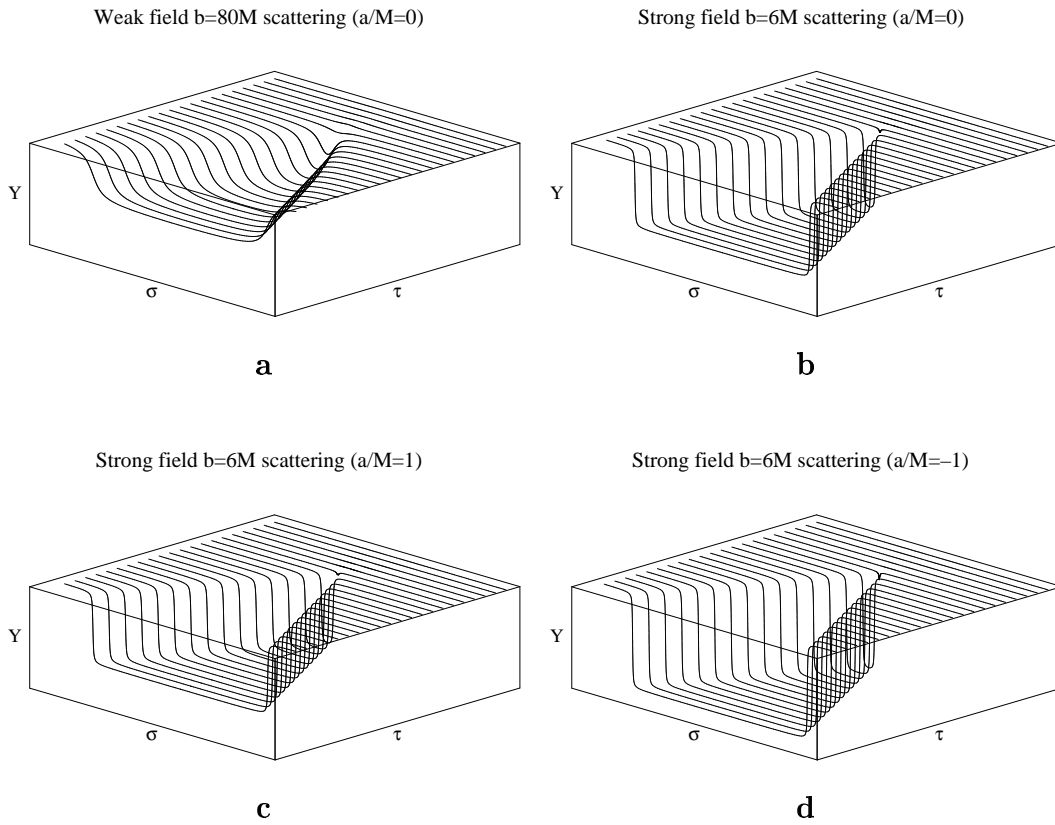 Weak field b=80M scattering (a/M=0)
Y
σ
τ
a
Strong field b=6M scattering (a/M=0)
Y
σ
τ
b
Strong field b=6M scattering (a/M=1)
Y
σ
τ
c
Strong field b=6M scattering (a/M=–1)
Y
σ
τ
d